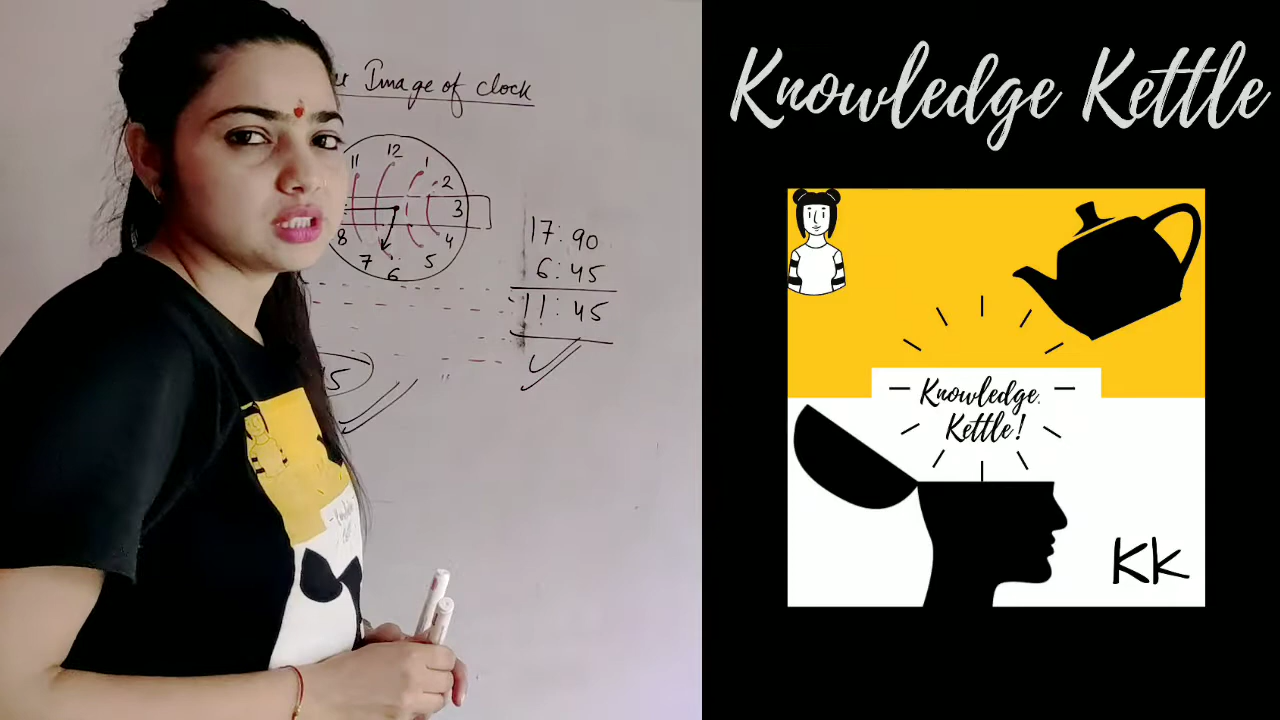 Image of clock
11 12 1
2
3
8 4
7 6 5
17:90
6:45
11:45
5
Knowledge Kettle
Knowledge.
Kettle!
KK